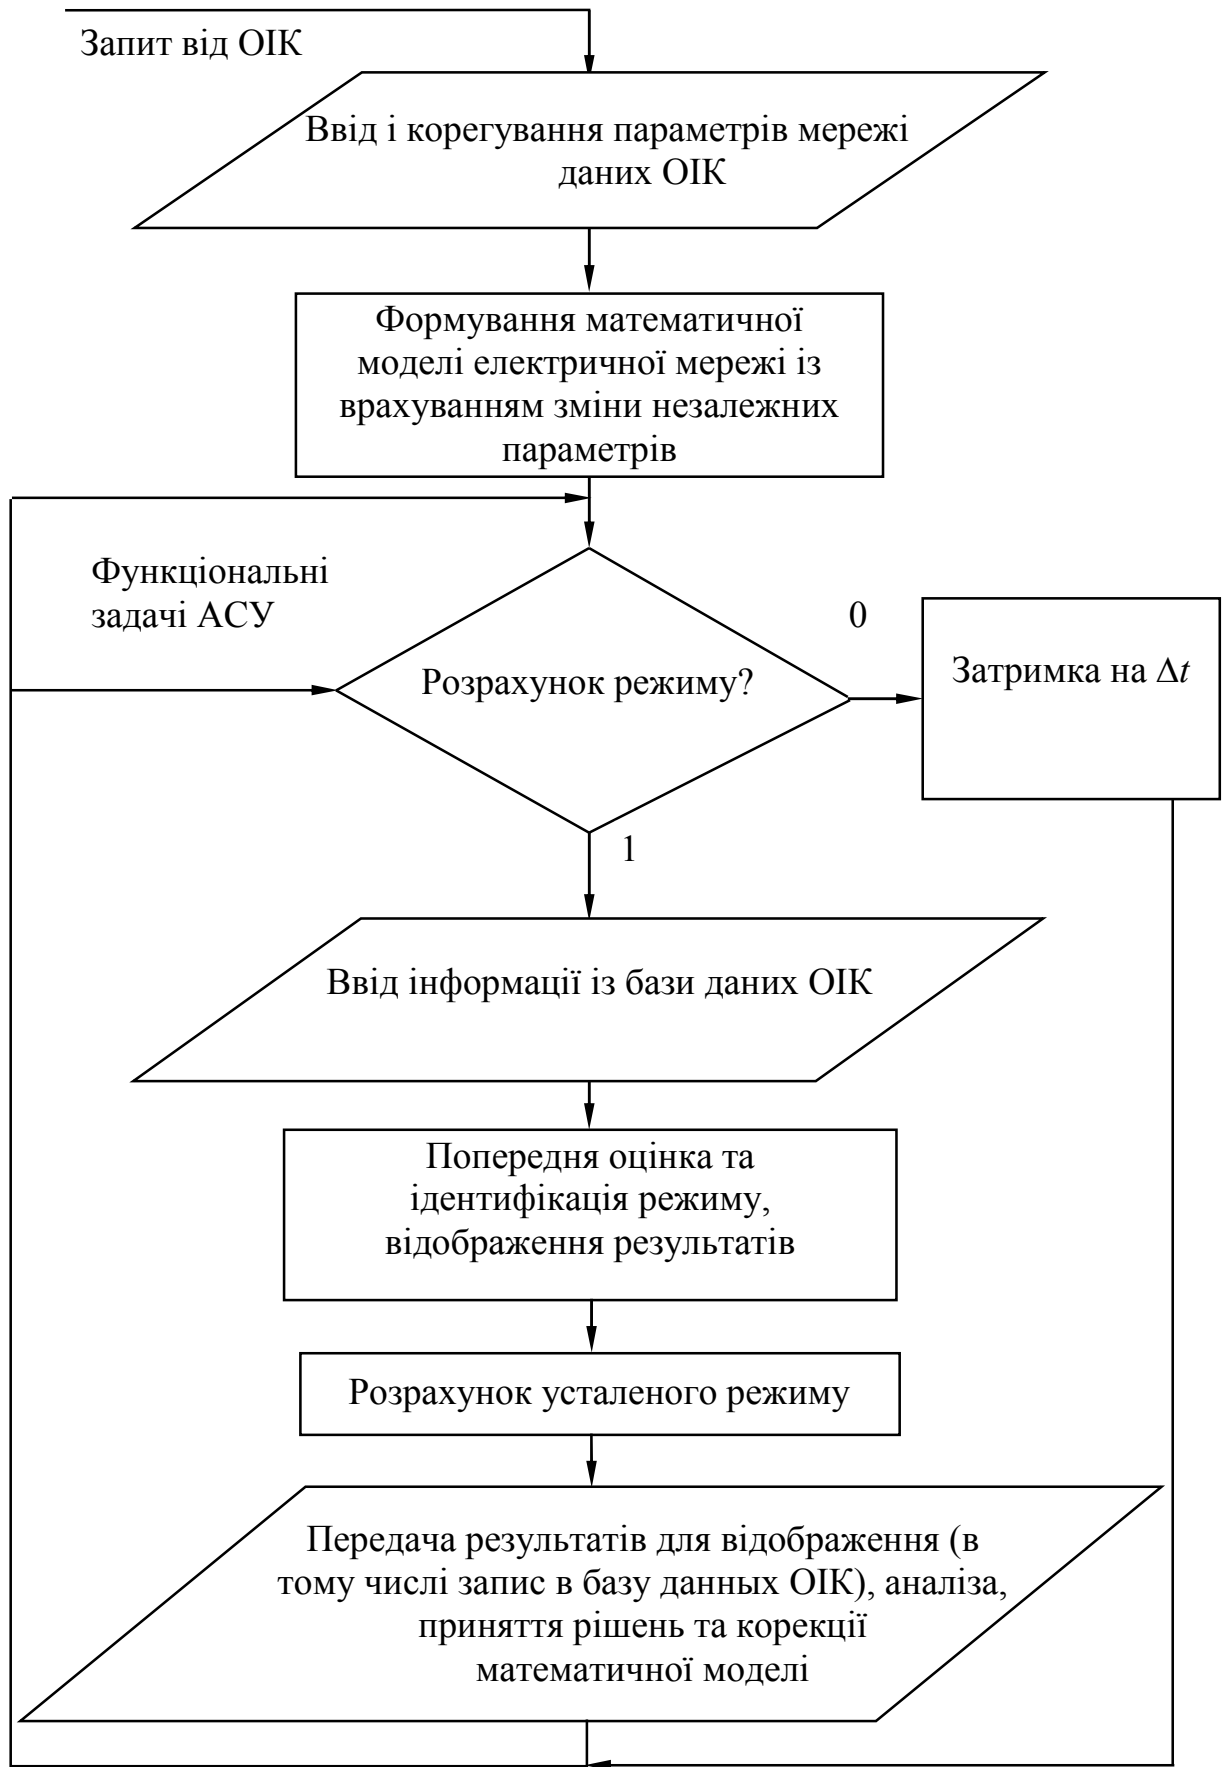 Запит від ОІК
Ввід і корегування параметрів мережі
даних ОІК
Формування математичної
моделі електричної мережі із
врахуванням зміни незалежних
параметрів
Функціональні
задачі АСУ
0
Розрахунок режиму?
Затримка на Δt
1
Ввід інформації із бази даних ОІК
Попередня оцінка та
ідентифікація режиму,
відображення результатів
Розрахунок усталеного режиму
Передача результатів для відображення (в
тому числі запис в базу данных ОІК), аналіза,
приняття рішень та корекції
математичної моделі